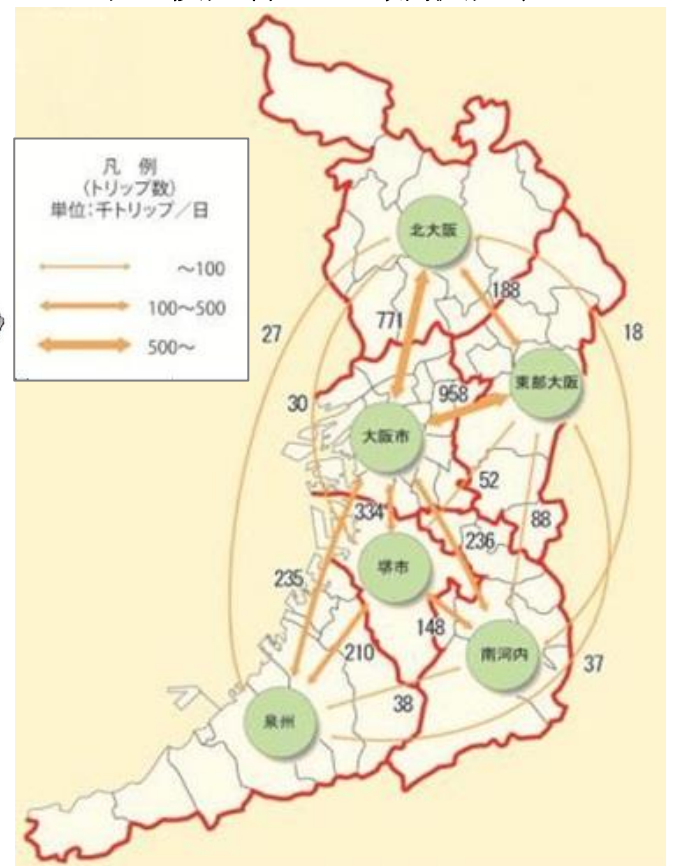 凡 例
(トリップ数)
単位:千トリップ/日
~100
100~500
500~
北大阪
188
27
771
18
東部大阪
958
30
大阪市
52
334
88
236
堺市
235
148
210
南河内
37
38
泉州